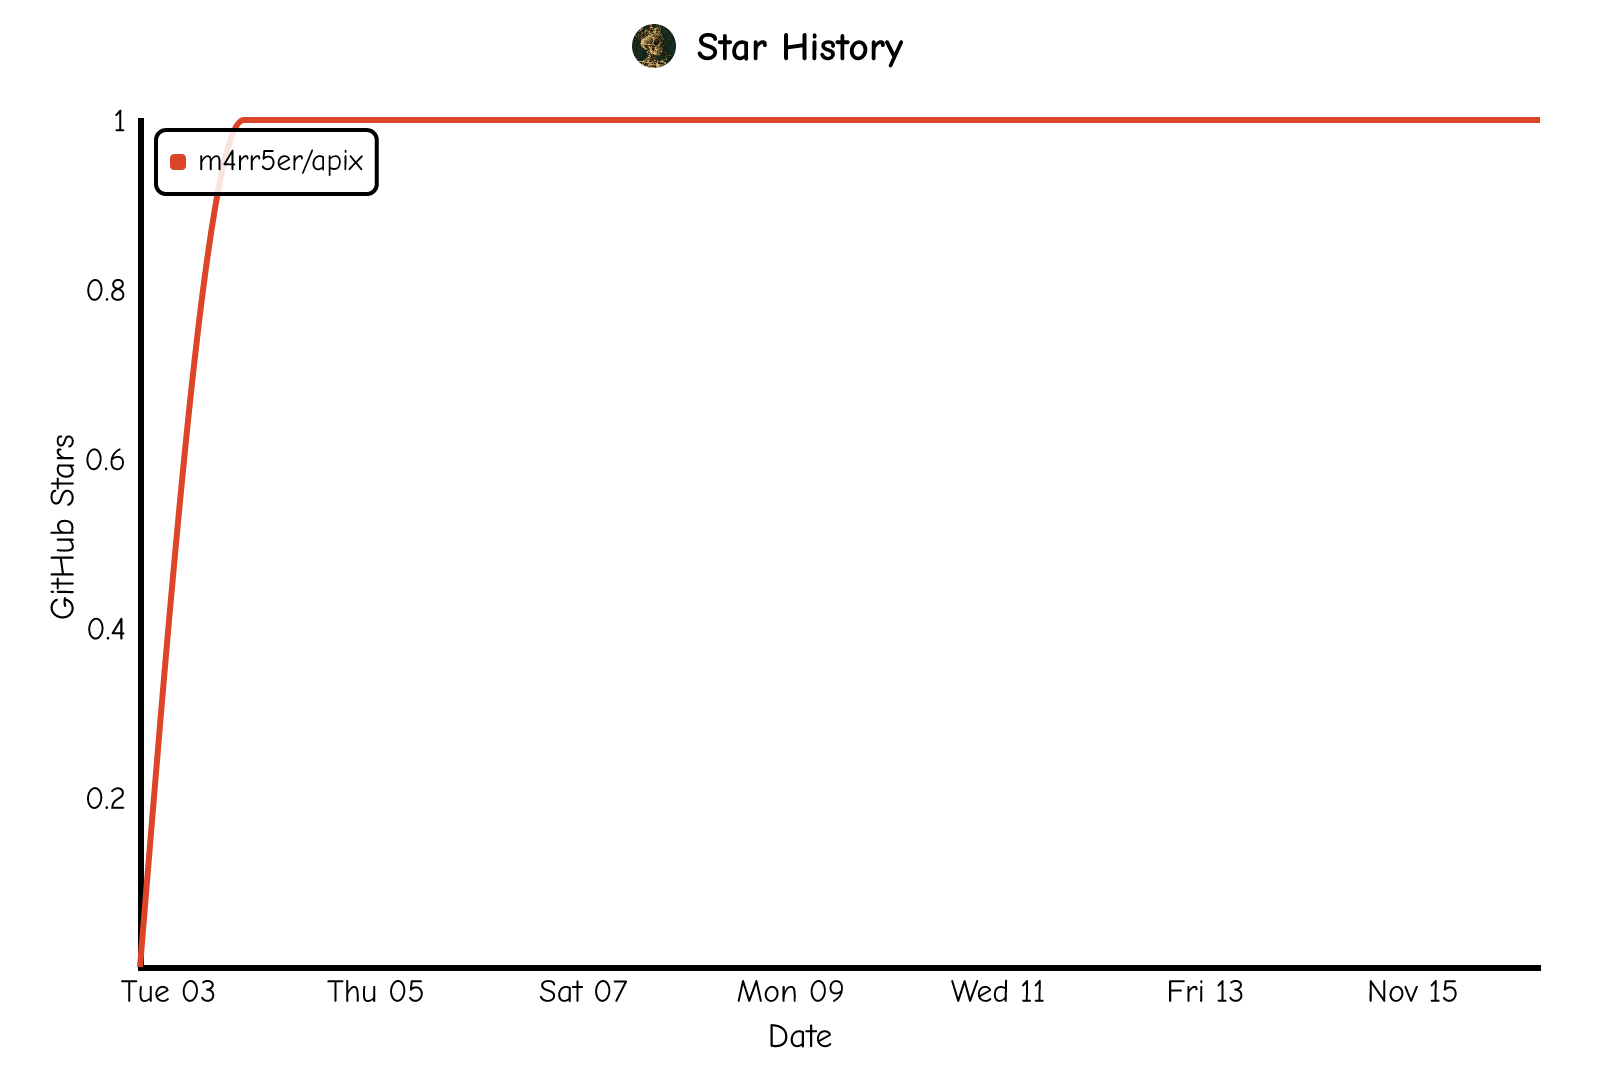 Star History
m4rr5er/apix
1
0.8
0.6
0.4
0.2
GitHub Stars
Tue 03 Thu 05 Sat 07 Mon 09 Wed 11 Fri 13 Nov 15
Date